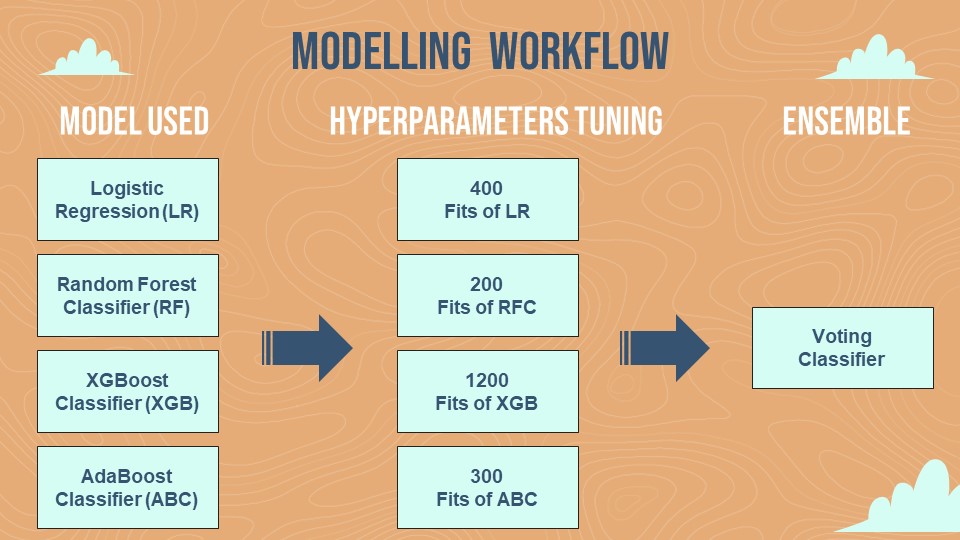 MODELLING WORKFLOW
MODEL USED
Logistic
Regression (LR)
Random Forest
Classifier (RF)
XGBoost
Classifier (XGB)
AdaBoost
Classifier (ABC)
HYPERPARAMETERS TUNING
400
Fits of LR
200
Fits of RFC
1200
Fits of XGB
300
Fits of ABC
ENSEMBLE
Voting
Classifier